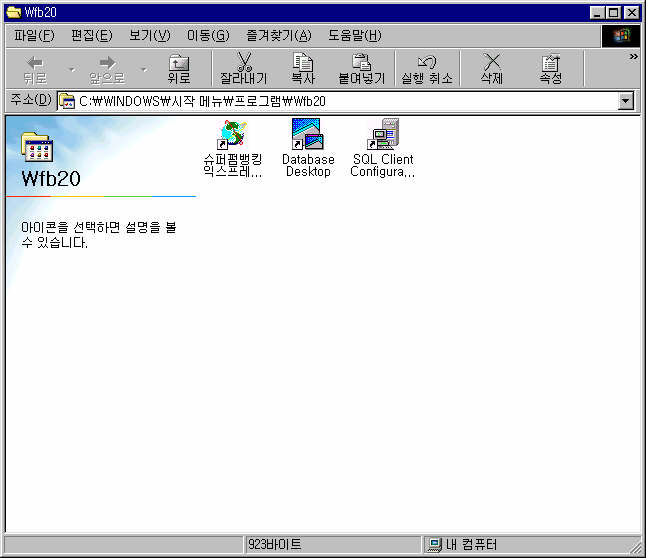 Wfb20
파일(F) 편집(E) 보기(V) 이동(G) 즐겨찾기(A) 도움말(H)
뒤로 앞으로 위로 잘라내기 복사 붙여넣기 실행 취소 삭제 속성 »
주소(D) C:₩WINDOWS₩시작 메뉴₩프로그램₩Wfb20
Wfb20
아이콘을 선택하면 설명을 볼
수 있습니다.
슈퍼펌뱅킹
익스프레...
Database
Desktop
SQL Client
Configura...
923바이트 내 컴퓨터